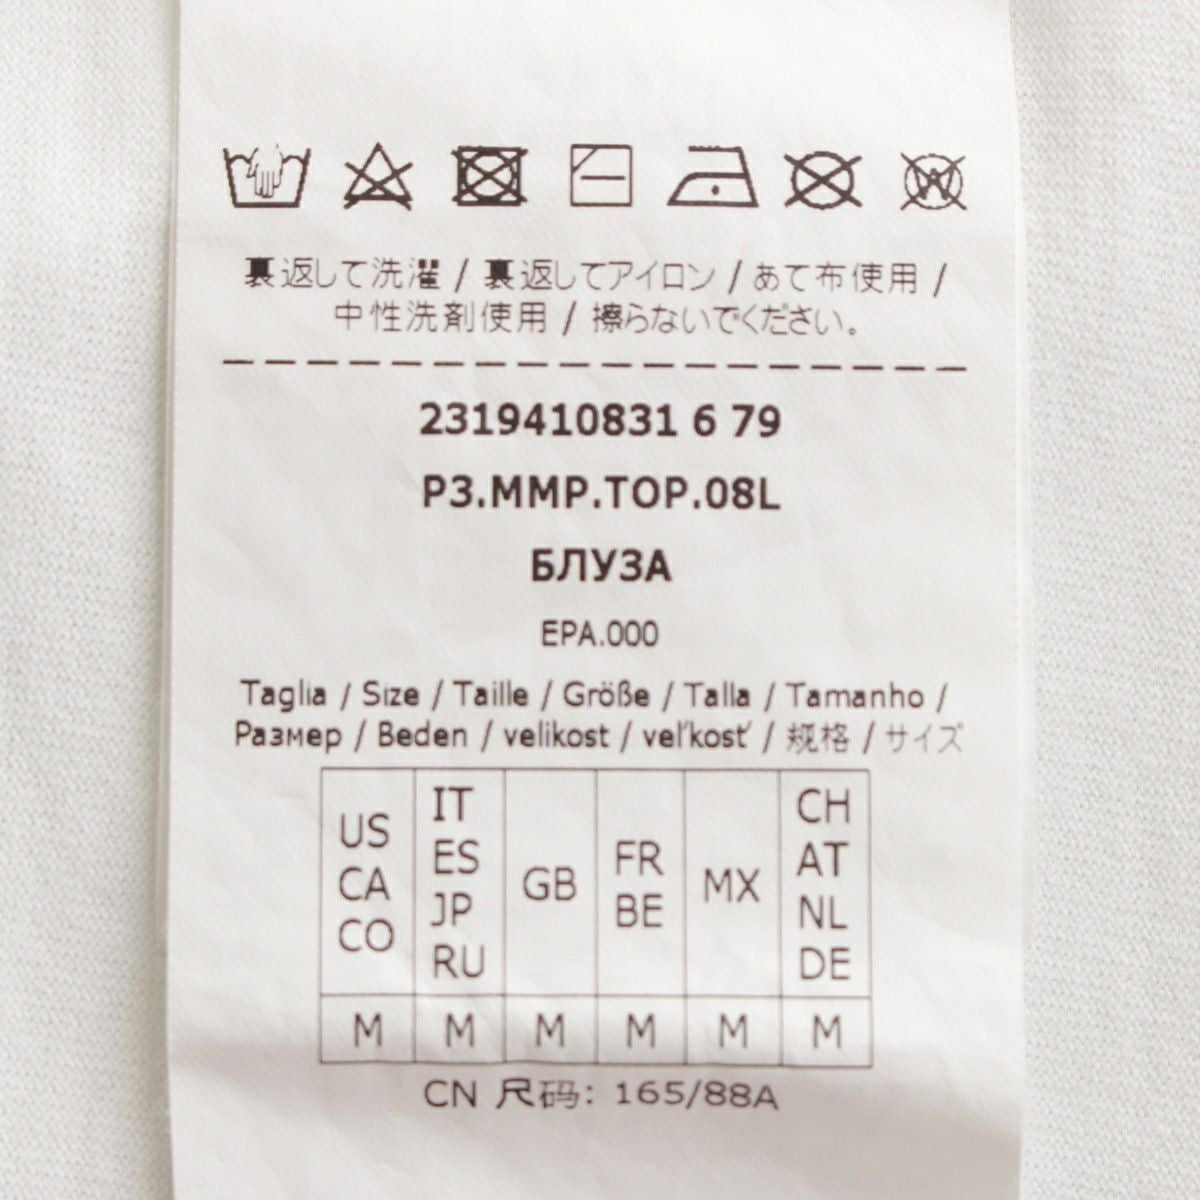 裏返して洗濯 / 裏返してアイロン / あて布使用 /
中性洗剤使用 / 擦らないでください。
2319410831 6 79
P3.MMP.TOP.08L
БЛУЗА
EPA.000
Taglia / Size / Taille / Größe / Talla / Tamanho /
Размер / Beden / velikost / veľkosť / 规格 / サイズ
US CA CO
IT ES JP RU
GB
FR BE
MX
CH AT NL DE
M M M M M M
CN 尺码: 165/88A